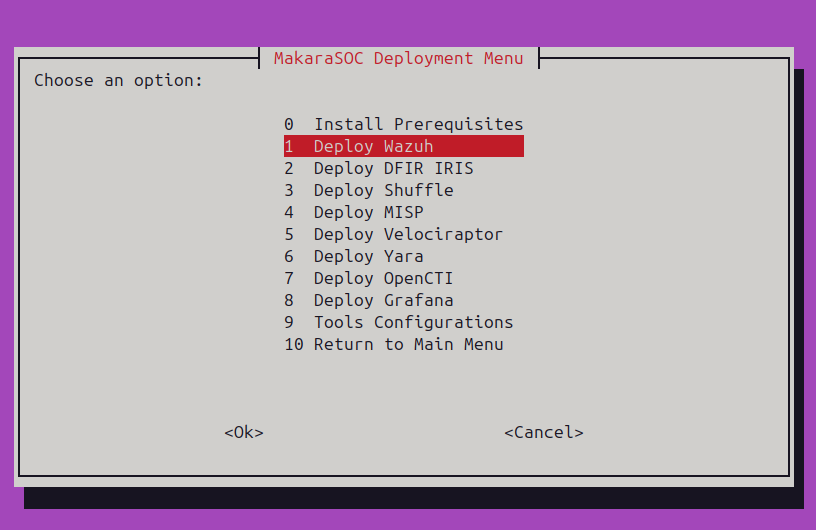 MakaraSOC Deployment Menu
Choose an option:
0 Install Prerequisites
1 Deploy Wazuh
2 Deploy DFIR IRIS
3 Deploy Shuffle
4 Deploy MISP
5 Deploy Velociraptor
6 Deploy Yara
7 Deploy OpenCTI
8 Deploy Grafana
9 Tools Configurations
10 Return to Main Menu
<Ok> <Cancel>